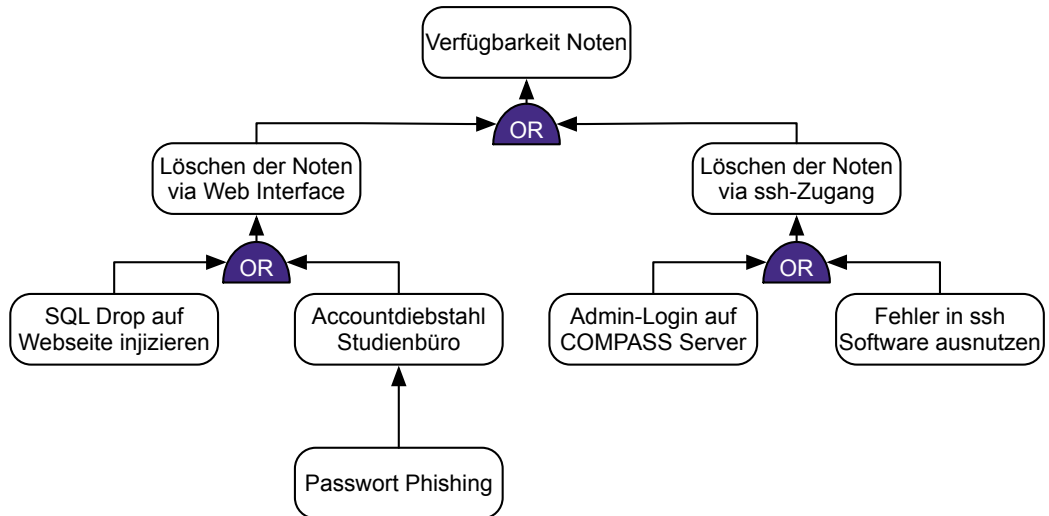 Verfügbarkeit Noten
OR
Löschen der Noten
via Web Interface
Löschen der Noten
via ssh-Zugang
OR
OR
SQL Drop auf
Webseite injizieren
Accountdiebstahl
Studienbüro
Admin-Login auf
COMPASS Server
Fehler in ssh
Software ausnutzen
Passwort Phishing